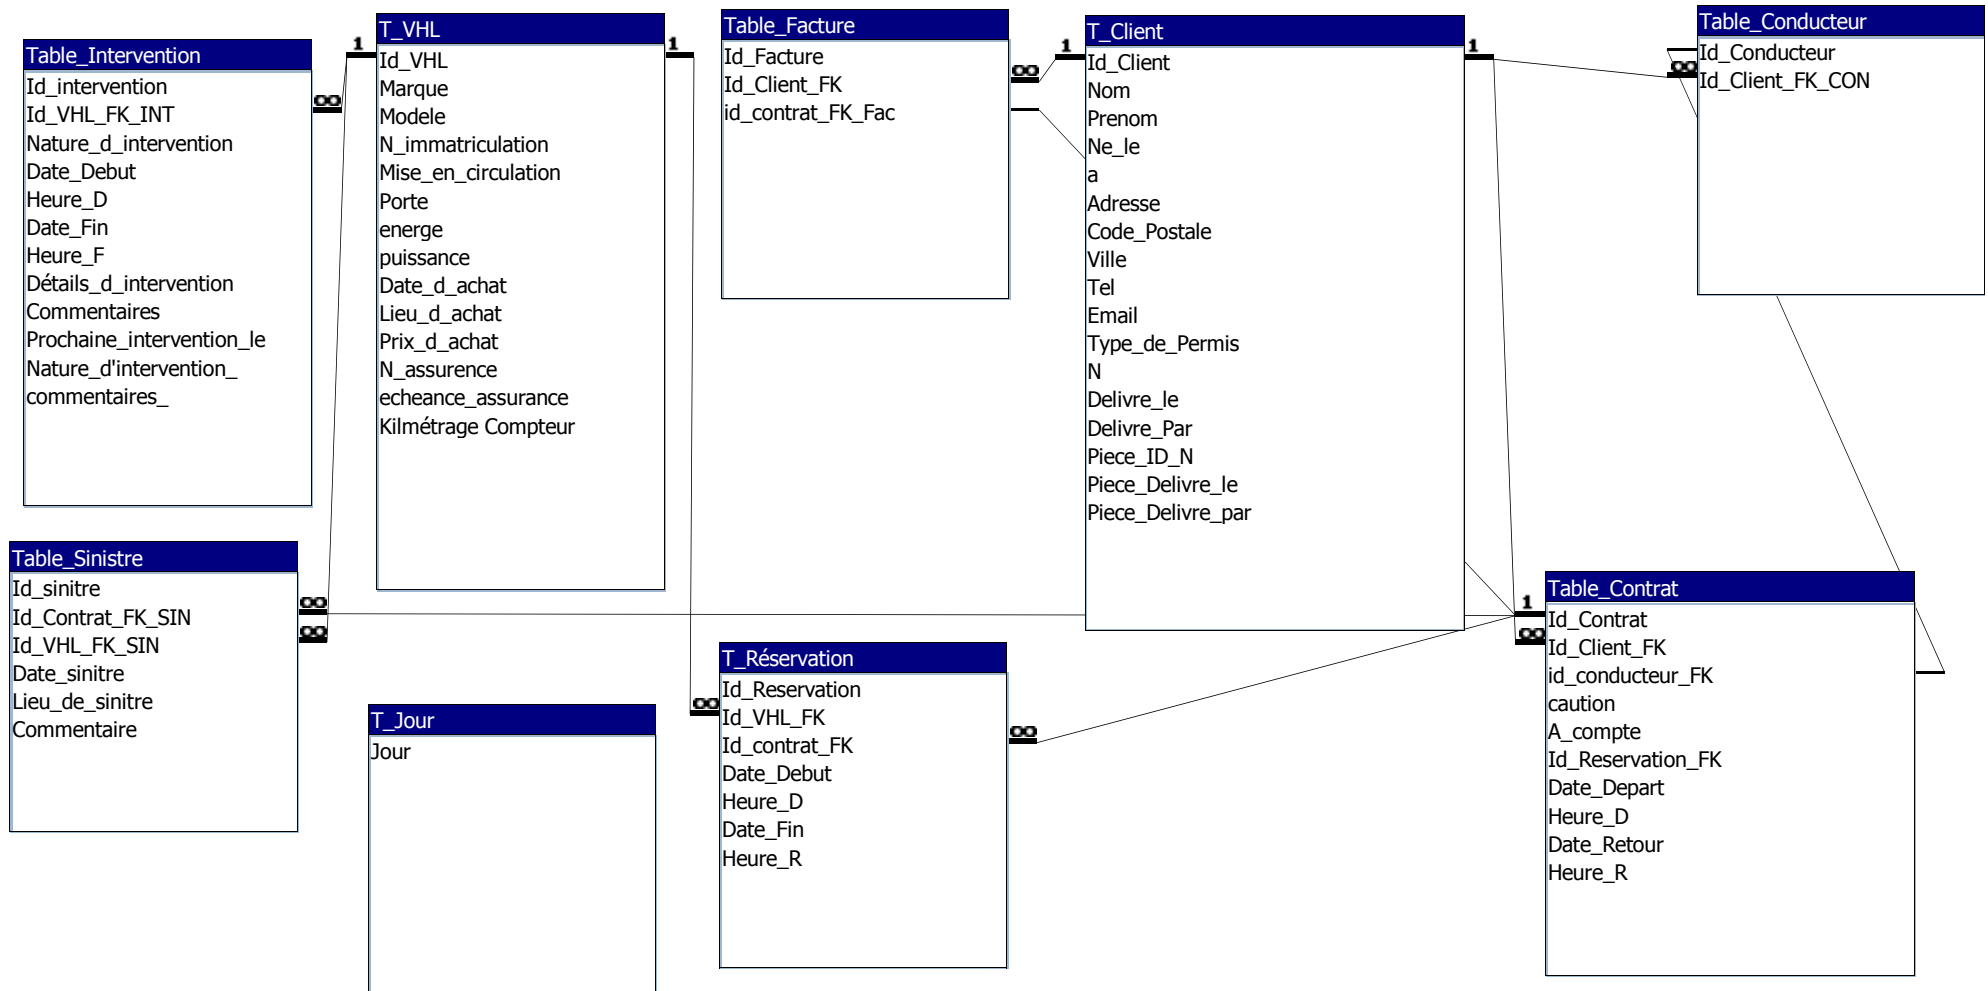 Table_Intervention
Id_intervention
Id_VHL_FK_INT
Nature_d_intervention
Date_Debut
Heure_D
Date_Fin
Heure_F
Détails_d_intervention
Commentaires
Prochaine_intervention_le
Nature_d'intervention_
commentaires_
T_VHL
Id_VHL
Marque
Modele
N_immatriculation
Mise_en_circulation
Porte
energe
puissance
Date_d_achat
Lieu_d_achat
Prix_d_achat
N_assurence
echeance_assurance
Kilmétrage Compteur
Table_Facture
Id_Facture
Id_Client_FK
id_contrat_FK_Fac
T_Client
Id_Client
Nom
Prenom
Ne_le
a
Adresse
Code_Postale
Ville
Tel
Email
Type_de_Permis
N
Delivre_le
Delivre_Par
Piece_ID_N
Piece_Delivre_le
Piece_Delivre_par
Table_Conducteur
Id_Conducteur
Id_Client_FK_CON
Table_Sinistre
Id_sinitre
Id_Contrat_FK_SIN
Id_VHL_FK_SIN
Date_sinitre
Lieu_de_sinitre
Commentaire
T_Jour
Jour
T_Réservation
Id_Reservation
Id_VHL_FK
Id_contrat_FK
Date_Debut
Heure_D
Date_Fin
Heure_R
Table_Contrat
Id_Contrat
Id_Client_FK
id_conducteur_FK
caution
A_compte
Id_Reservation_FK
Date_Depart
Heure_D
Date_Retour
Heure_R
1
1
1
1
1
∞
∞
∞
∞
∞
∞
∞
∞